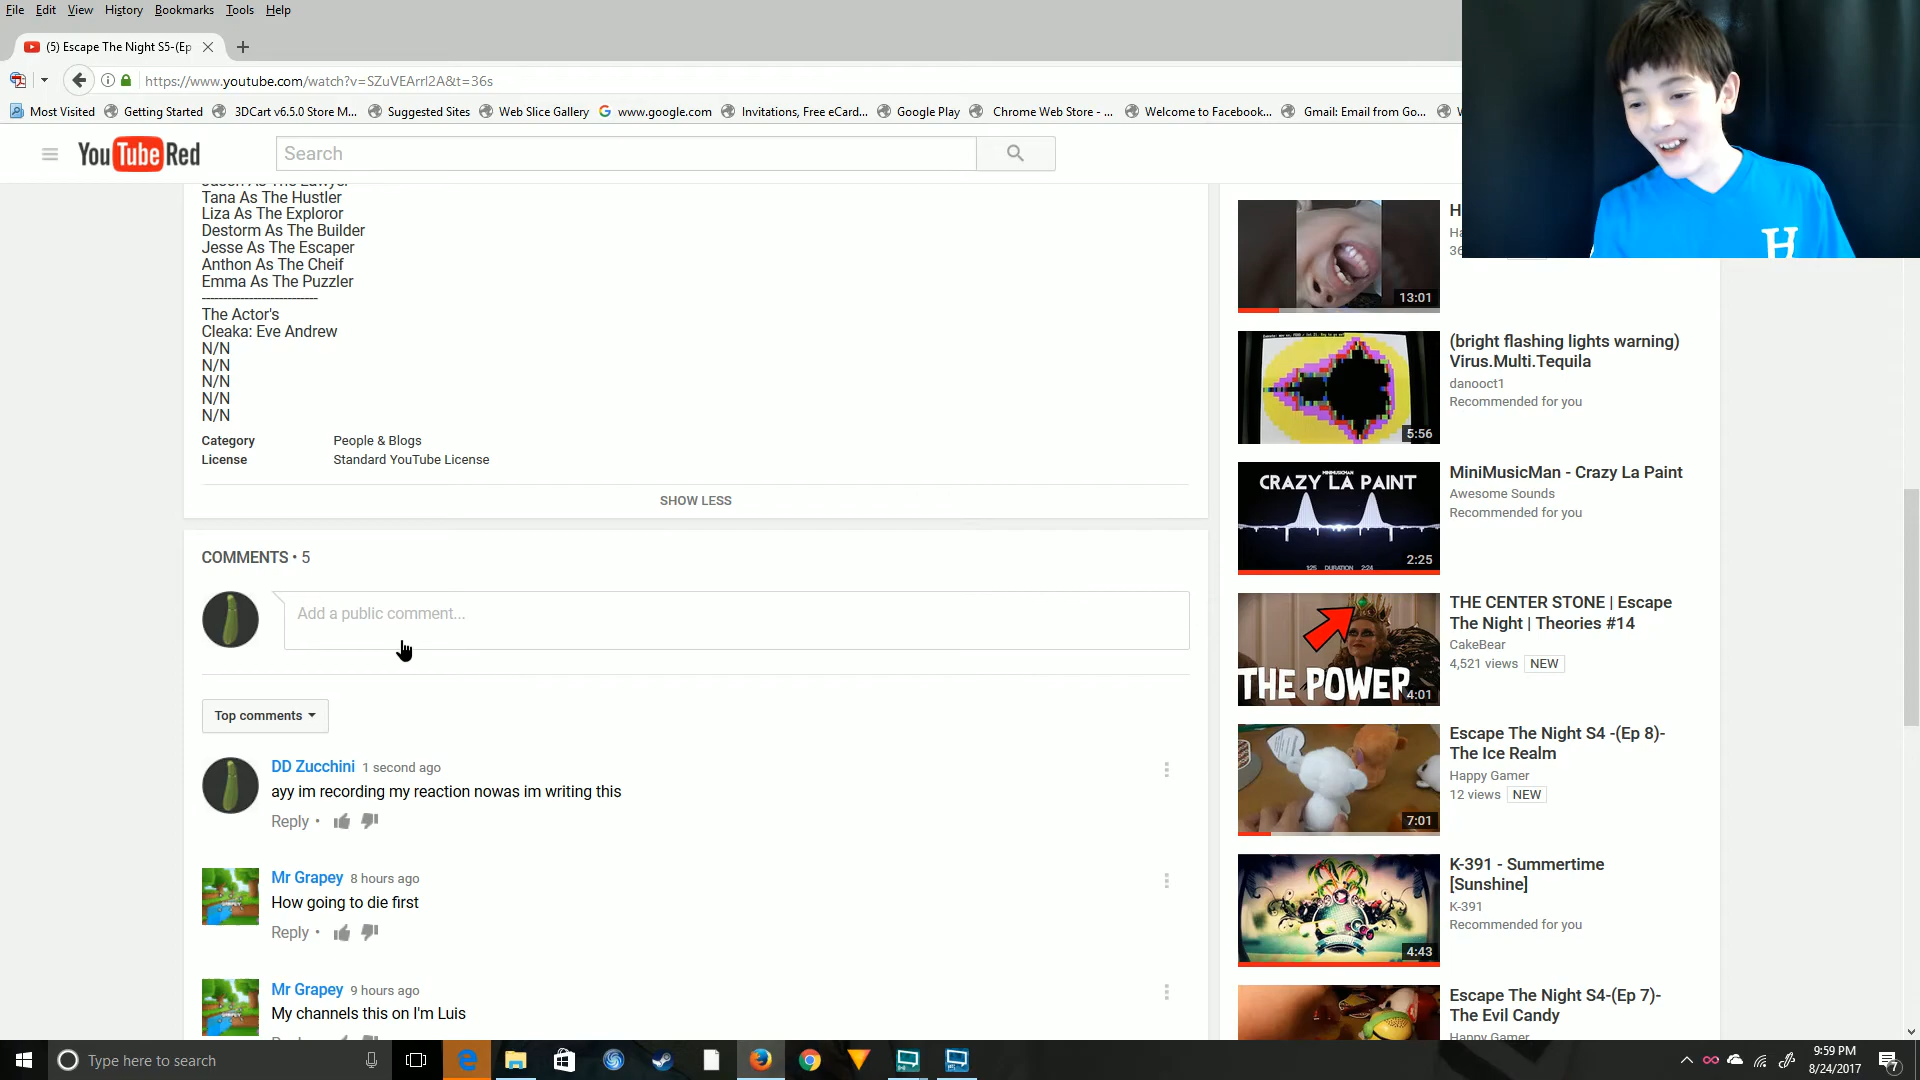 File Edit View History Bookmarks Tools Help
(5) Escape The Night S5-(Ep
https://www.youtube.com/watch?v=SZuVEArrl2A&t=36s
Most Visited Getting Started 3DCart v6.5.0 Store M... Suggested Sites Web Slice Gallery www.google.com Invitations, Free eCard... Google Play Chrome Web Store - ... Welcome to Facebook... Gmail: Email from Go...
YouTube Red
Search
Tana As The Hustler
Liza As The Exploror
Destorm As The Builder
Jesse As The Escaper
Anthon As The Cheif
Emma As The Puzzler
---------------------------
The Actor's
Cleaka: Eve Andrew
N/N
N/N
N/N
N/N
N/N
Category People & Blogs
License Standard YouTube License
SHOW LESS
COMMENTS • 5
Add a public comment...
Top comments
DD Zucchini 1 second ago
ayy im recording my reaction nowas im writing this
Reply •
Mr Grapey 8 hours ago
How going to die first
Reply •
Mr Grapey 9 hours ago
My channels this on I'm Luis
H
13:01
(bright flashing lights warning)
Virus.Multi.Tequila
danooct1
Recommended for you
5:56
MiniMusicMan - Crazy La Paint
Awesome Sounds
Recommended for you
CRAZY LA PAINT
2:25
THE CENTER STONE | Escape
The Night | Theories #14
CakeBear
4,521 views NEW
THE POWER
4:01
Escape The Night S4 -(Ep 8)-
The Ice Realm
Happy Gamer
12 views NEW
7:01
K-391 - Summertime
[Sunshine]
K-391
Recommended for you
4:43
Escape The Night S4-(Ep 7)-
The Evil Candy
Happy Gamer
Type here to search
9:59 PM
8/24/2017
7